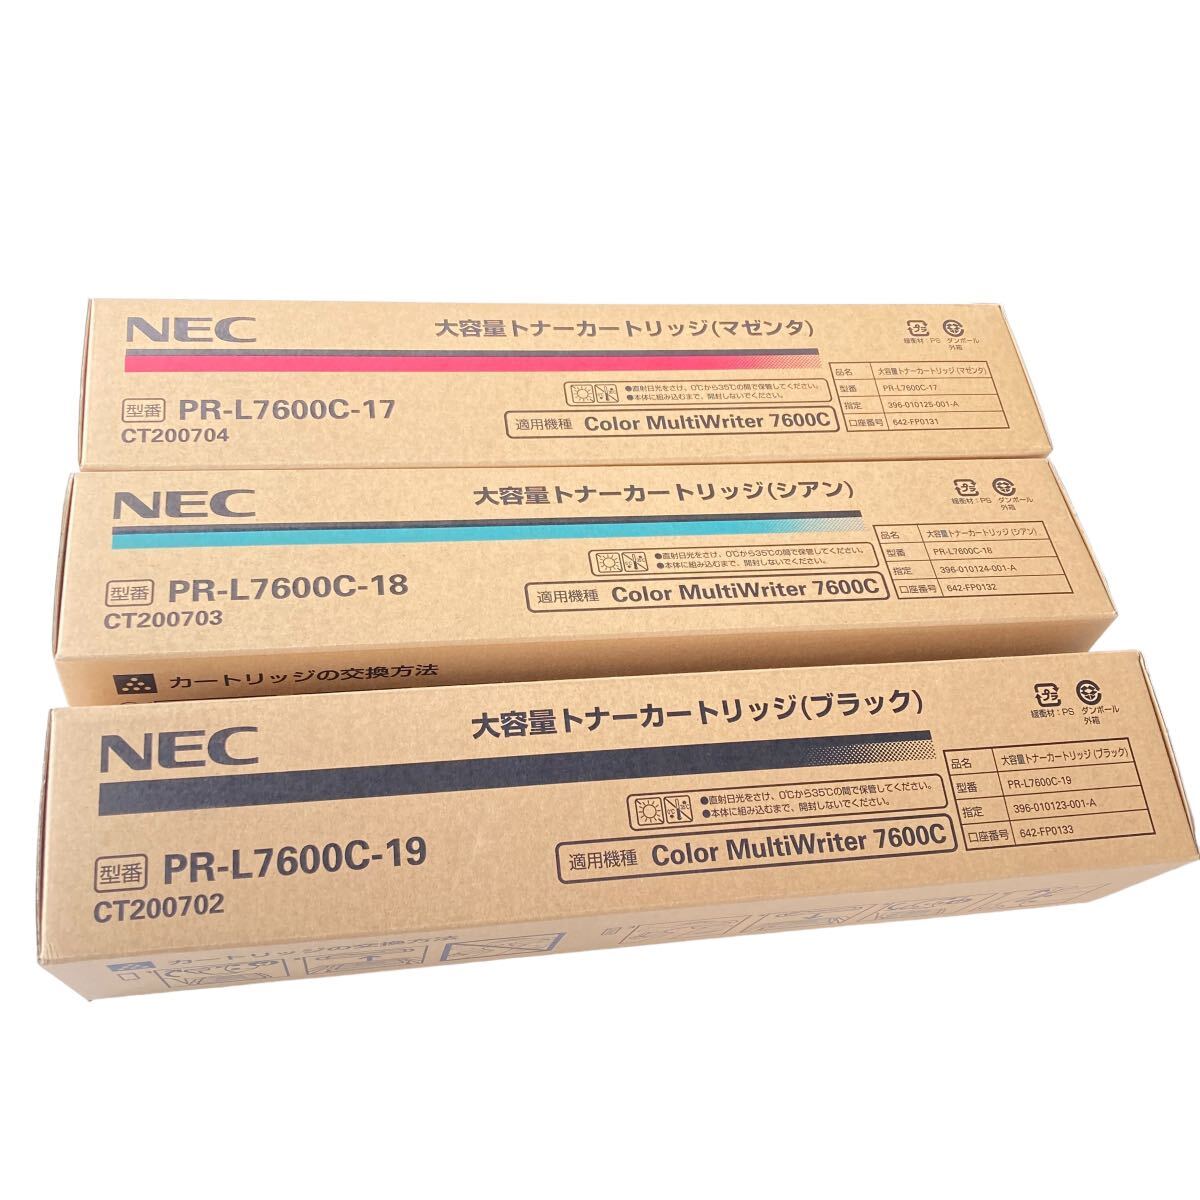 NEC
大容量トナーカートリッジ(マゼンタ)
緩衝材:PS ダンボール
外箱
型番 PR-L7600C-17
CT200704
●直射日光をさけ、0℃から35℃の間で保管してください。
●本体に組み込むまで、開封しないでください。
適用機種 Color MultiWriter 7600C
品名 大容量トナーカートリッジ(マゼンタ)
型番 PR-L7600C-17
指定 396-010125-001-A
口座番号 642-FP0131
NEC
大容量トナーカートリッジ(シアン)
緩衝材:PS ダンボール
外箱
型番 PR-L7600C-18
CT200703
●直射日光をさけ、0℃から35℃の間で保管してください。
●本体に組み込むまで、開封しないでください。
適用機種 Color MultiWriter 7600C
品名 大容量トナーカートリッジ(シアン)
型番 PR-L7600C-18
指定 396-010124-001-A
口座番号 642-FP0132
カートリッジの交換方法
NEC
大容量トナーカートリッジ(ブラック)
緩衝材:PS ダンボール
外箱
型番 PR-L7600C-19
CT200702
●直射日光をさけ、0℃から35℃の間で保管してください。
●本体に組み込むまで、開封しないでください。
適用機種 Color MultiWriter 7600C
品名 大容量トナーカートリッジ(ブラック)
型番 PR-L7600C-19
指定 396-010123-001-A
口座番号 642-FP0133
カートリッジの交換方法